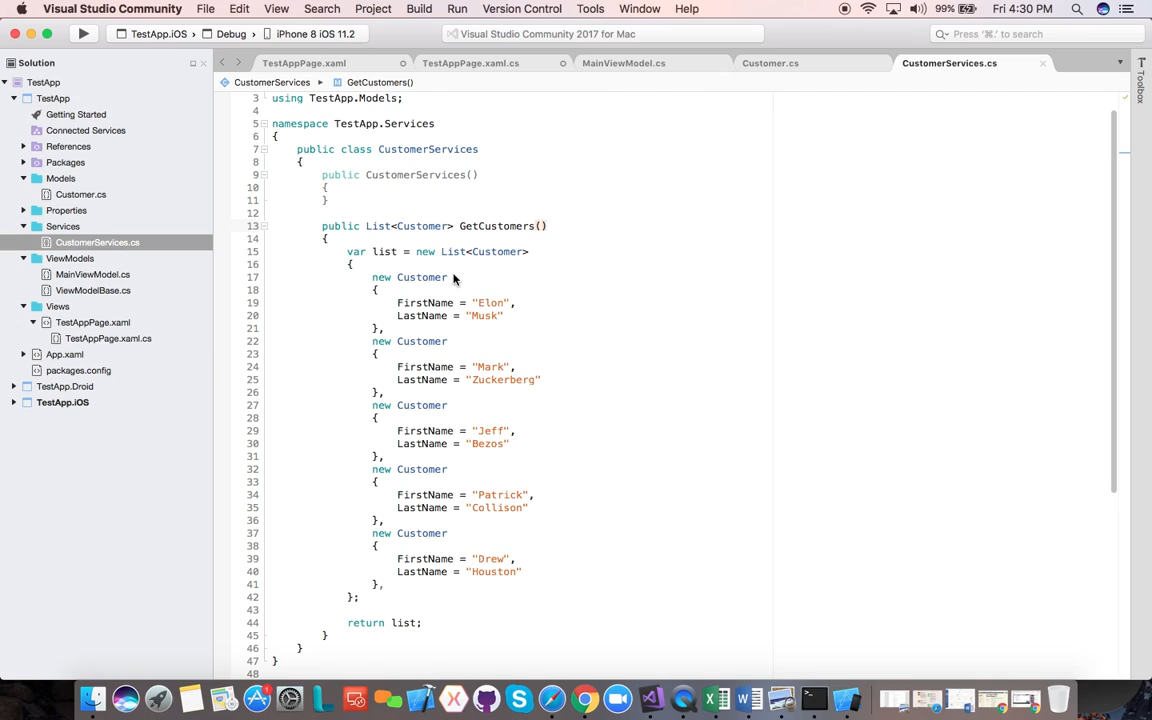 Visual Studio Community File Edit View Search Project Build Run Version Control Tools Window Help 99% Fri 4:30 PM
TestApp.iOS Debug iPhone 8 iOS 11.2 Visual Studio Community 2017 for Mac Press '⌘.' to search
Solution
TestApp
TestApp
Getting Started
Connected Services
References
Packages
Models
Customer.cs
Properties
Services
CustomerServices.cs
ViewModels
MainViewModel.cs
ViewModelBase.cs
Views
TestAppPage.xaml
TestAppPage.xaml.cs
App.xaml
packages.config
TestApp.Droid
TestApp.iOS
TestAppPage.xaml TestAppPage.xaml.cs MainViewModel.cs Customer.cs CustomerServices.cs
CustomerServices GetCustomers()
3 using TestApp.Models;
4
5 namespace TestApp.Services
6 {
7 public class CustomerServices
8 {
9 public CustomerServices()
10 {
11 }
12
13 public List<Customer> GetCustomers()
14 {
15 var list = new List<Customer>
16 {
17 new Customer
18 {
19 FirstName = "Elon",
20 LastName = "Musk"
21 },
22 new Customer
23 {
24 FirstName = "Mark",
25 LastName = "Zuckerberg"
26 },
27 new Customer
28 {
29 FirstName = "Jeff",
30 LastName = "Bezos"
31 },
32 new Customer
33 {
34 FirstName = "Patrick",
35 LastName = "Collison"
36 },
37 new Customer
38 {
39 FirstName = "Drew",
40 LastName = "Houston"
41 },
42 };
43
44 return list;
45 }
46 }
47 }
48
Toolbox